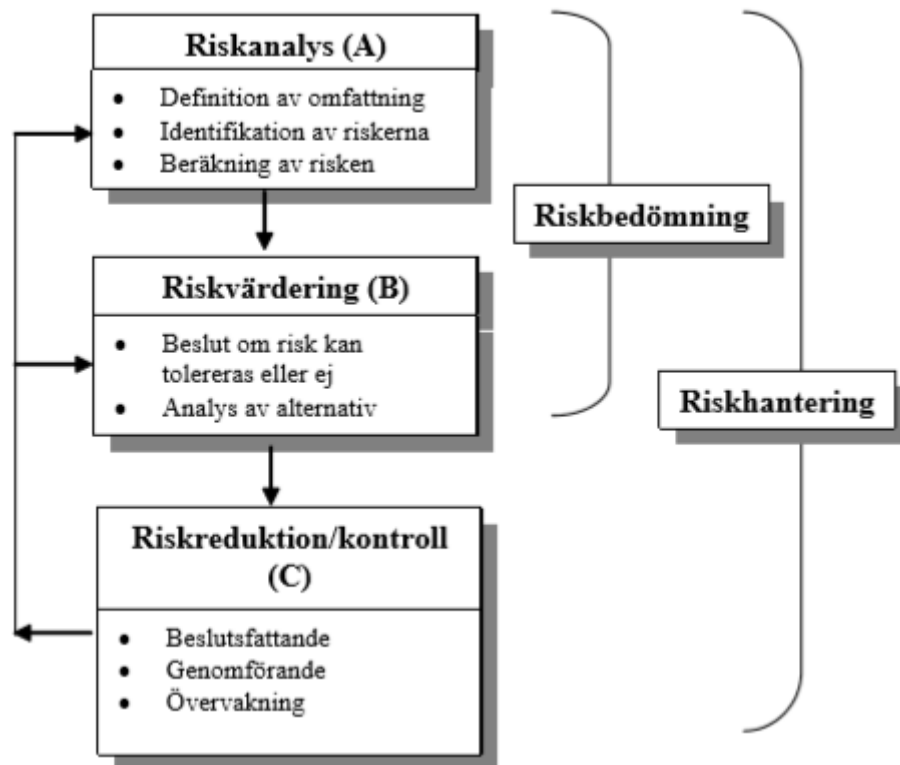 Riskanalys (A)
• Definition av omfattning
• Identifikation av riskerna
• Beräkning av risken
Riskbedömning
Riskvärdering (B)
• Beslut om risk kan
tolereras eller ej
• Analys av alternativ
Riskhantering
Riskreduktion/kontroll
(C)
• Beslutsfattande
• Genomförande
• Övervakning